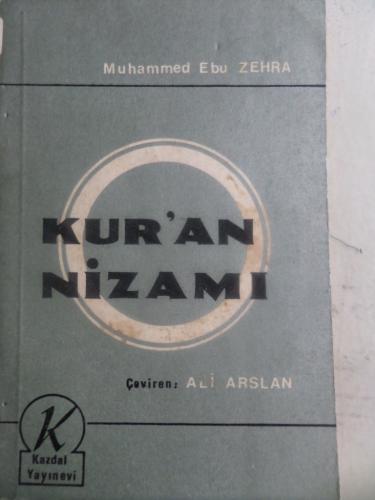 Muhammed Ebu ZEHRA
KUR'AN
NİZAMI
Çeviren: ALİ ARSLAN
K
Kazdal
Yayınevi